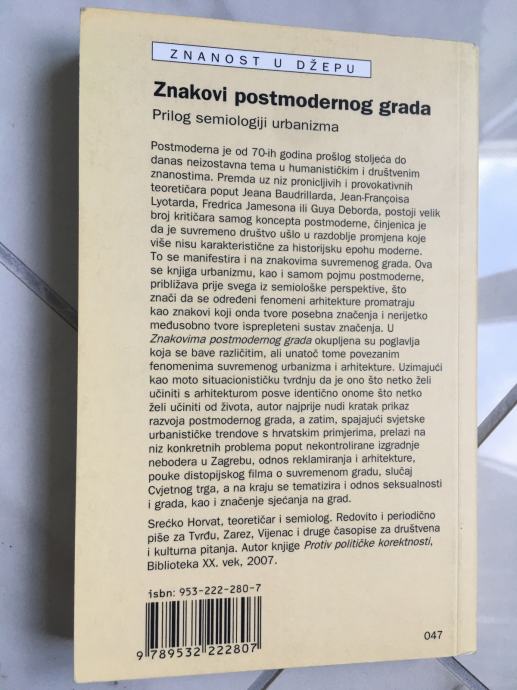 ZNANOST U DŽEPU
Znakovi postmodernog grada
Prilog semiologiji urbanizma
Postmoderna je od 70-ih godina prošlog stoljeća do
danas neizostavna tema u humanističkim i društvenim
znanostima. Premda uz niz pronicljivih i provokativnih
teoretičara poput Jeana Baudrillarda, Jean-Françoisa
Lyotarda, Fredrica Jamesona ili Guya Deborda, postoji velik
broj kritičara samog koncepta postmoderne, činjenica je
da je suvremeno društvo ušlo u razdoblje promjena koje
više nisu karakteristične za historijsku epohu moderne.
To se manifestira i na znakovima suvremenog grada. Ova
se knjiga urbanizmu, kao i samom pojmu postmoderne,
približava prije svega iz semiološke perspektive, što
znači da se određeni fenomeni arhitekture promatraju
kao znakovi koji onda tvore posebna značenja i nerijetko
međusobno tvore isprepleteni sustav značenja. U
Znakovima postmodernog grada okupljena su poglavlja
koja se bave različitim, ali unatoč tome povezanim
fenomenima suvremenog urbanizma i arhitekture. Uzimajući
kao moto situacionističku tvrdnju da je ono što netko želi
učiniti s arhitekturom posve identično onome što netko
želi učiniti od života, autor najprije nudi kratak prikaz
razvoja postmodernog grada, a zatim, spajajući svjetske
urbanističke trendove s hrvatskim primjerima, prelazi na
niz konkretnih problema poput nekontrolirane izgradnje
nebodera u Zagrebu, odnos reklamiranja i arhitekture,
pouke distopijskog filma o suvremenom gradu, slučaj
Cvjetnog trga, a na kraju se tematizira i odnos seksualnosti
i grada, kao i značenje sjećanja na grad.
Srećko Horvat, teoretičar i semiolog. Redovito i periodično
piše za Tvrđu, Zarez, Vijenac i druge časopise za društvena
i kulturna pitanja. Autor knjige Protiv političke korektnosti,
Biblioteka XX. vek, 2007.
isbn: 953-222-280-7
9 789532 222807
047